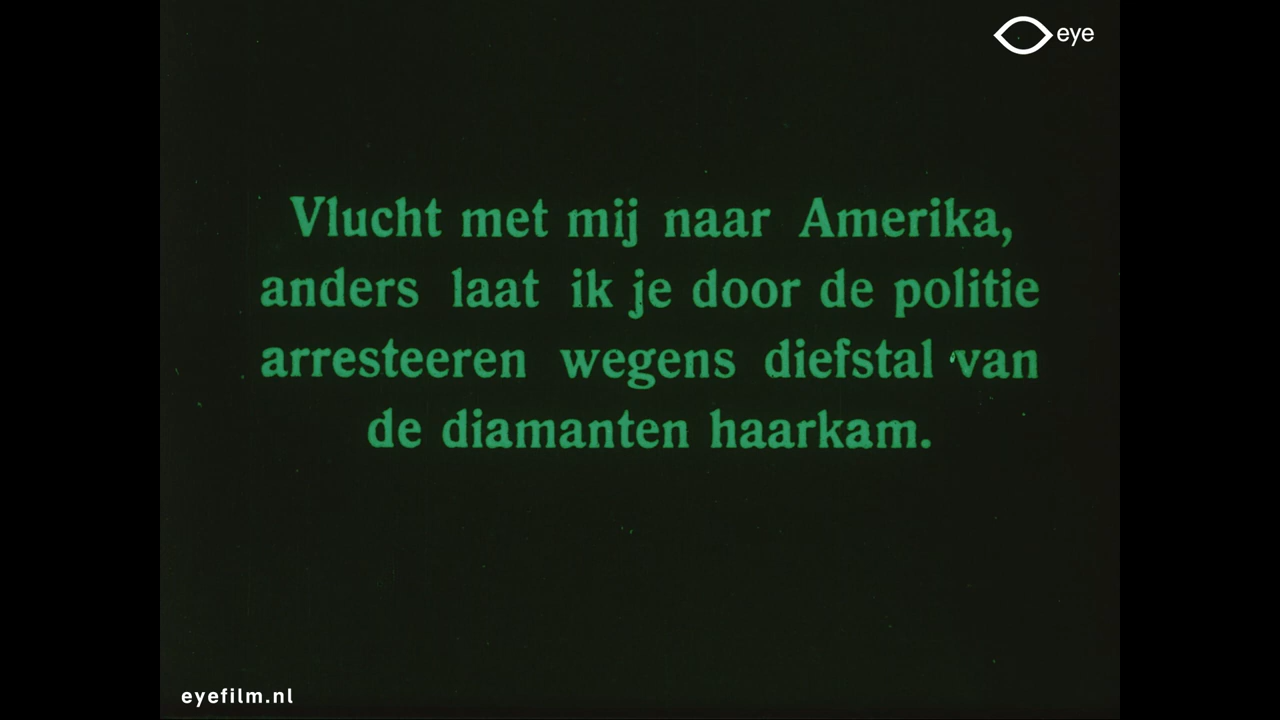 eye
Vlucht met mij naar Amerika,
anders laat ik je door de politie
arresteeren wegens diefstal van
de diamanten haarkam.
eyefilm.nl